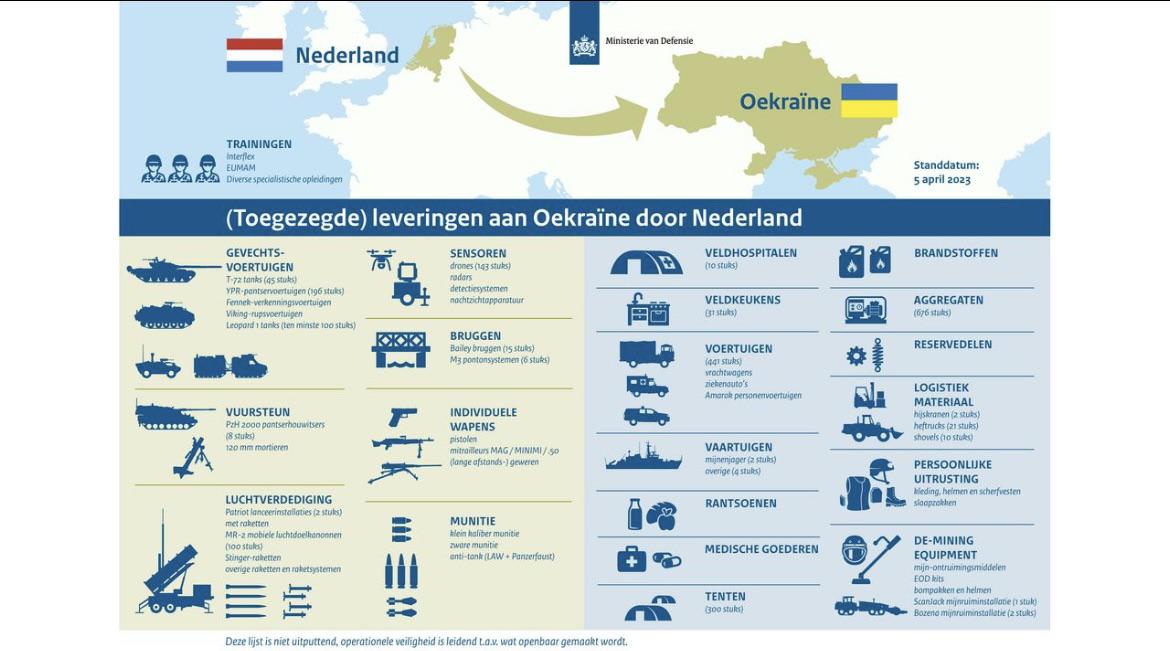 Nederland
Ministerie van Defensie
Oekraïne
TRAININGEN
Interflex
EUMAM
Diverse specialistische opleidingen
Standdatum:
5 april 2023
(Toegezegde) leveringen aan Oekraïne door Nederland
GEVECHTS-
VOERTUIGEN
T-72 tanks (45 stuks)
YPR-pantservoertuigen (196 stuks)
Fennek-verkenningsvoertuigen
Viking-rupsvoertuigen
Leopard 1 tanks (ten minste 100 stuks)
VUURSTEUN
PzH 2000 pantserhouwitsers
(8 stuks)
120 mm mortieren
LUCHTVERDEDIGING
Patriot lanceerinstallaties (2 stuks)
met raketten
MR-2 mobiele luchtdoelkanonnen
(100 stuks)
Stinger-raketten
overige raketten en raketsystemen
SENSOREN
drones (143 stuks)
radars
detectiesystemen
nachtzichtapparatuur
BRUGGEN
Bailey bruggen (15 stuks)
M3 pontonsystemen (6 stuks)
INDIVIDUELE
WAPENS
pistolen
mitrailleurs MAG / MINIMI / .50
(lange afstands-) geweren
MUNITIE
klein kaliber munitie
zware munitie
anti-tank (LAW + Panzerfaust)
VELDHOSPITALEN
(10 stuks)
VELDKEUKENS
(31 stuks)
VOERTUIGEN
(441 stuks)
vrachtwagens
ziekenauto's
Amarok personenvoertuigen
VAARTUIGEN
mijnenjager (2 stuks)
overige (4 stuks)
RANTSOENEN
MEDISCHE GOEDEREN
TENTEN
(300 stuks)
BRANDSTOFFEN
AGGREGATEN
(676 stuks)
RESERVEDELEN
LOGISTIEK
MATERIAAL
hijskranen (2 stuks)
heftrucks (21 stuks)
shovels (10 stuks)
PERSOONLIJKE
UITRUSTING
kleding, helmen en scherfvesten
slaapzakken
DE-MINING
EQUIPMENT
mijn-ontruimingsmiddelen
EOD kits
bompakken en helmen
ScanJack mijnruiminstallatie (1 stuk)
Bozena mijnruiminstallatie (2 stuks)
Deze lijst is niet uitputtend, operationele veiligheid is leidend t.a.v. wat openbaar gemaakt wordt.